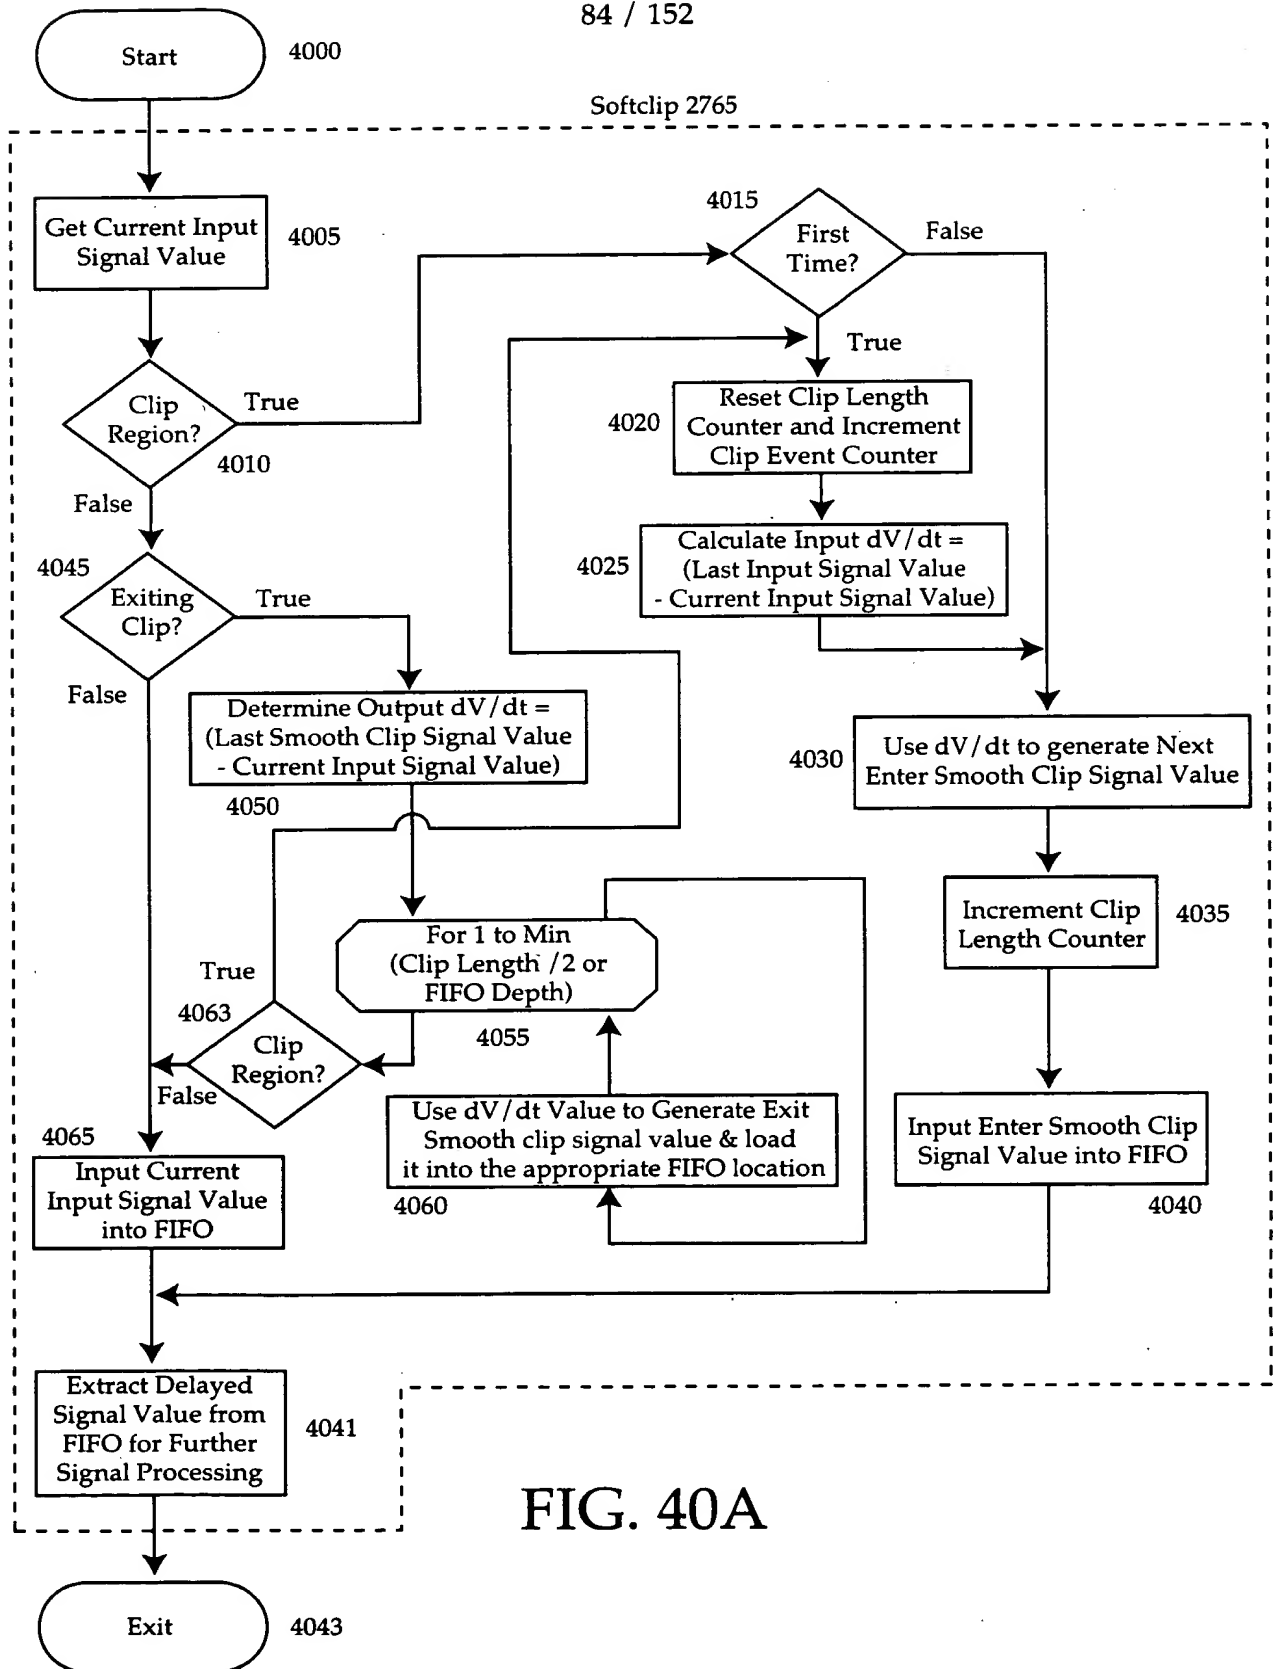 84 / 152
Start
4000
Softclip 2765
Get Current Input
Signal Value
4005
4015
First
Time?
False
True
Clip
Region?
True
4010
False
Reset Clip Length
Counter and Increment
Clip Event Counter
4020
Calculate Input dV/dt =
(Last Input Signal Value
- Current Input Signal Value)
4025
4045
Exiting
Clip?
True
False
Determine Output dV/dt =
(Last Smooth Clip Signal Value
- Current Input Signal Value)
4050
4030
Use dV/dt to generate Next
Enter Smooth Clip Signal Value
Increment Clip
Length Counter
4035
For 1 to Min
(Clip Length /2 or
FIFO Depth)
4055
True
4063
Clip
Region?
False
Use dV/dt Value to Generate Exit
Smooth clip signal value & load
it into the appropriate FIFO location
4060
Input Enter Smooth Clip
Signal Value into FIFO
4040
4065
Input Current
Input Signal Value
into FIFO
Extract Delayed
Signal Value from
FIFO for Further
Signal Processing
4041
FIG. 40A
Exit
4043